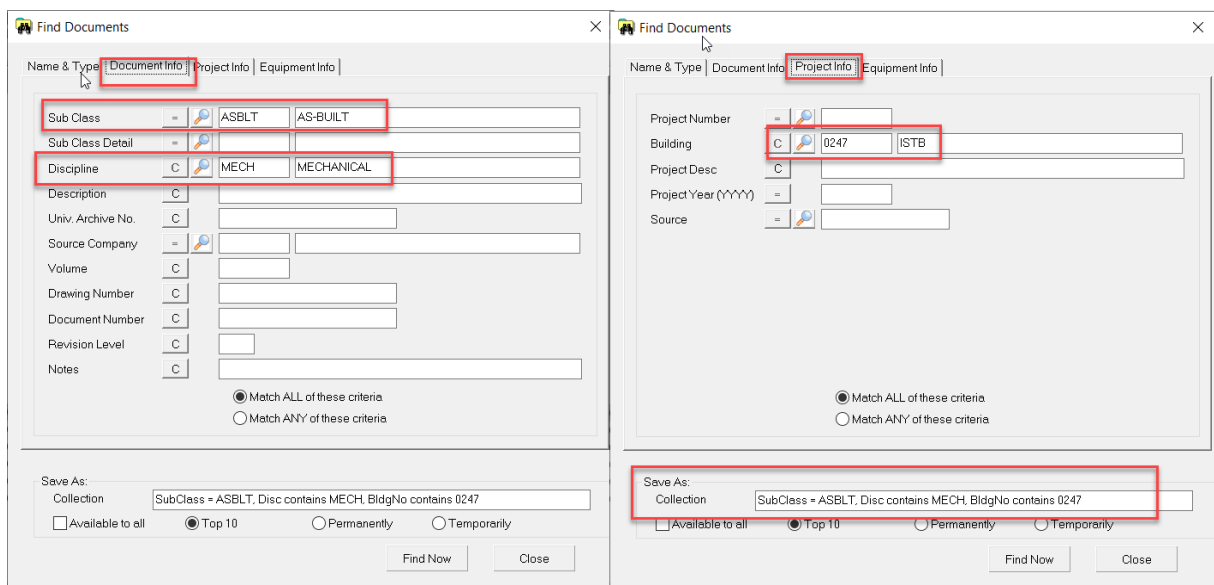 Find Documents
Name & Type Document Info Project Info Equipment Info
Sub Class = ASBLT AS-BUILT
Sub Class Detail =
Discipline C MECH MECHANICAL
Description C
Univ. Archive No. C
Source Company =
Volume C
Drawing Number C
Document Number C
Revision Level C
Notes C
Match ALL of these criteria
Match ANY of these criteria
Save As:
Collection SubClass = ASBLT, Disc contains MECH, BldgNo contains 0247
Available to all Top 10 Permanently Temporarily
Find Now Close
Find Documents
Name & Type Document Info Project Info Equipment Info
Project Number =
Building C 0247 ISTB
Project Desc C
Project Year (YYYY) =
Source =
Match ALL of these criteria
Match ANY of these criteria
Save As:
Collection SubClass = ASBLT, Disc contains MECH, BldgNo contains 0247
Available to all Top 10 Permanently Temporarily
Find Now Close